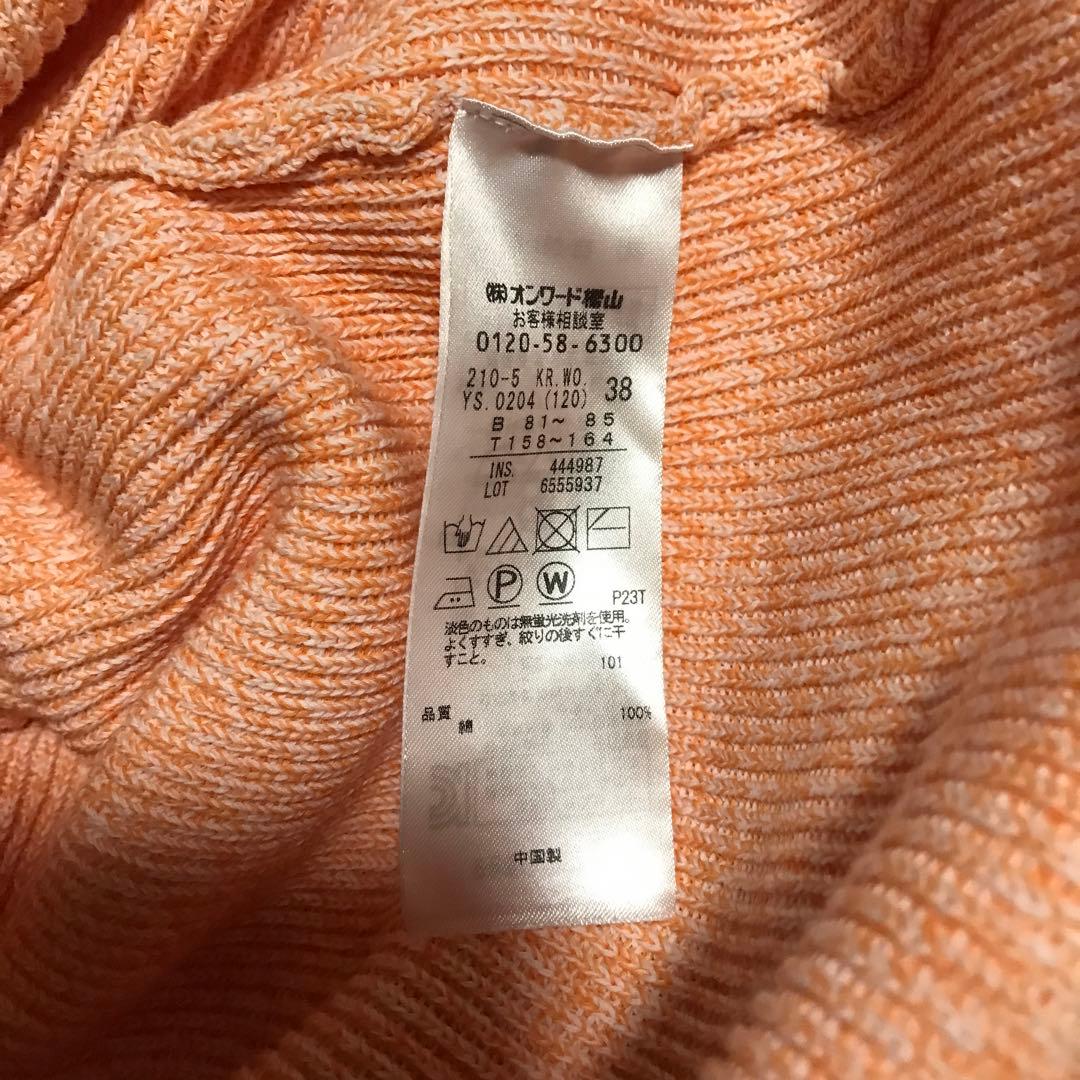 (株)オンワード樫山
お客様相談室
0120-58-6300
210-5 KR.WO. 38
YS.0204(120)
B 81~ 85
T158~164
INS. 444987
LOT 6555937
P W P23T
淡色のものは無蛍光洗剤を使用。
よくすすぎ、絞りの後すぐに干
すこと。 101
品質
綿 100%
中国製